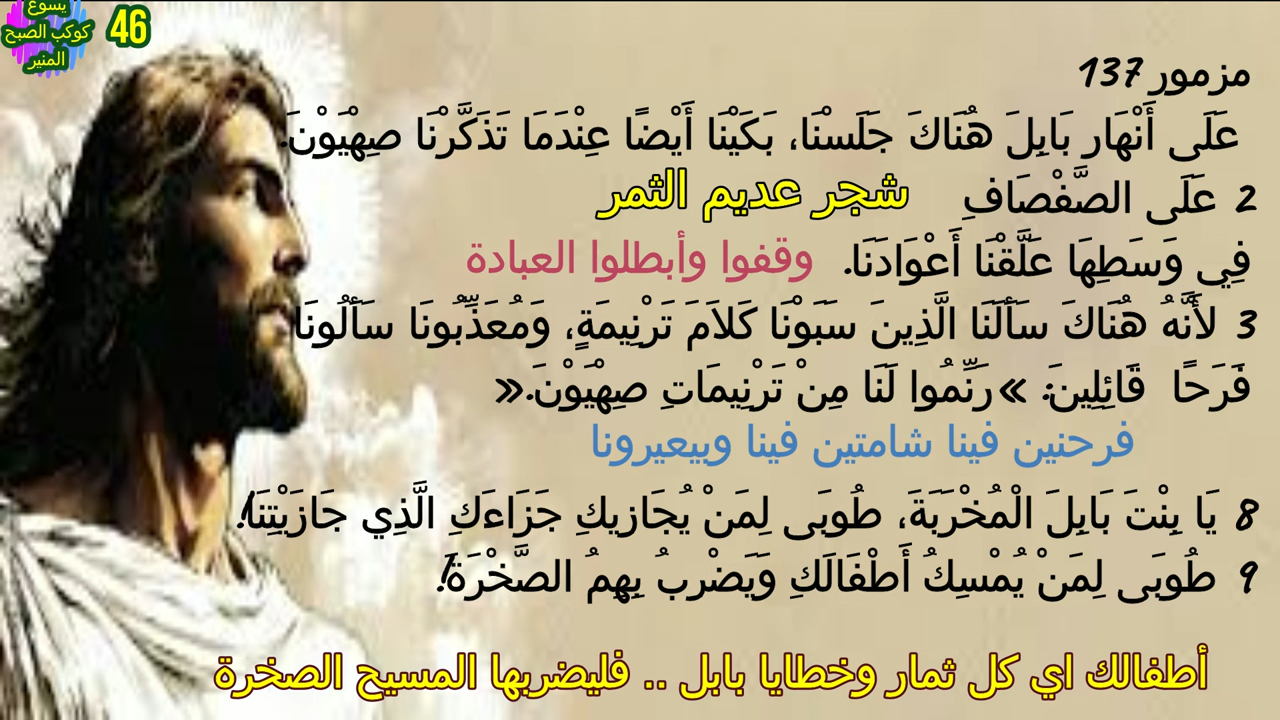 يسوع
كوكب الصبح
المنير
46
مزمور 137
عَلَى أَنْهَارِ بَابِلَ هُنَاكَ جَلَسْنَا، بَكَيْنَا أَيْضًا عِنْدَمَا تَذَكَّرْنَا صِهْيَوْنَ.
2 عَلَى الصَّفْصَافِ شجر عديم الثمر
فِي وَسَطِهَا عَلَّقْنَا أَعْوَادَنَا. وقفوا وأبطلوا العبادة
3 لأَنَّهُ هُنَاكَ سَأَلَنَا الَّذِينَ سَبَوْنَا كَلاَمَ تَرْنِيمَةٍ، وَمُعَذِّبُونَا سَأَلُونَا
فَرَحًا قَائِلِينَ: «رَنِّمُوا لَنَا مِنْ تَرْنِيمَاتِ صِهْيَوْنَ».
فرحنين فينا شامتين فينا وبيعيرونا
8 يَا بِنْتَ بَابِلَ الْمُخْرَبَةَ، طُوبَى لِمَنْ يُجَازِيكِ جَزَاءَكِ الَّذِي جَازَيْتِنَا!
9 طُوبَى لِمَنْ يُمْسِكُ أَطْفَالَكِ وَيَضْرِبُ بِهِمُ الصَّخْرَةَ!
أطفالك اي كل ثمار وخطايا بابل .. فليضربها المسيح الصخرة